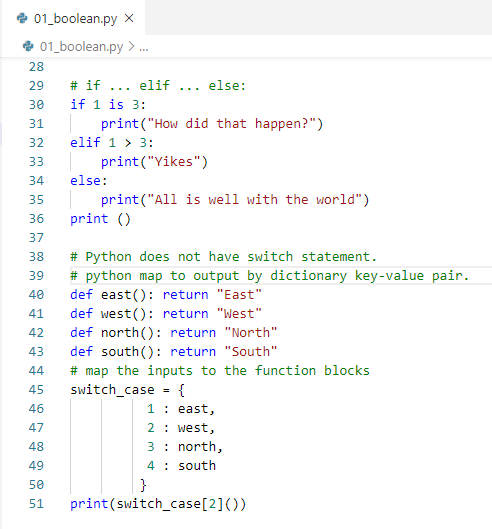 01_boolean.py ×
01_boolean.py > ...
28
29 # if ... elif ... else:
30 if 1 is 3:
31     print("How did that happen?")
32 elif 1 > 3:
33     print("Yikes")
34 else:
35     print("All is well with the world")
36 print ()
37
38 # Python does not have switch statement.
39 # python map to output by dictionary key-value pair.
40 def east(): return "East"
41 def west(): return "West"
42 def north(): return "North"
43 def south(): return "South"
44 # map the inputs to the function blocks
45 switch_case = {
46           1 : east,
47           2 : west,
48           3 : north,
49           4 : south
50          }
51 print(switch_case[2]())